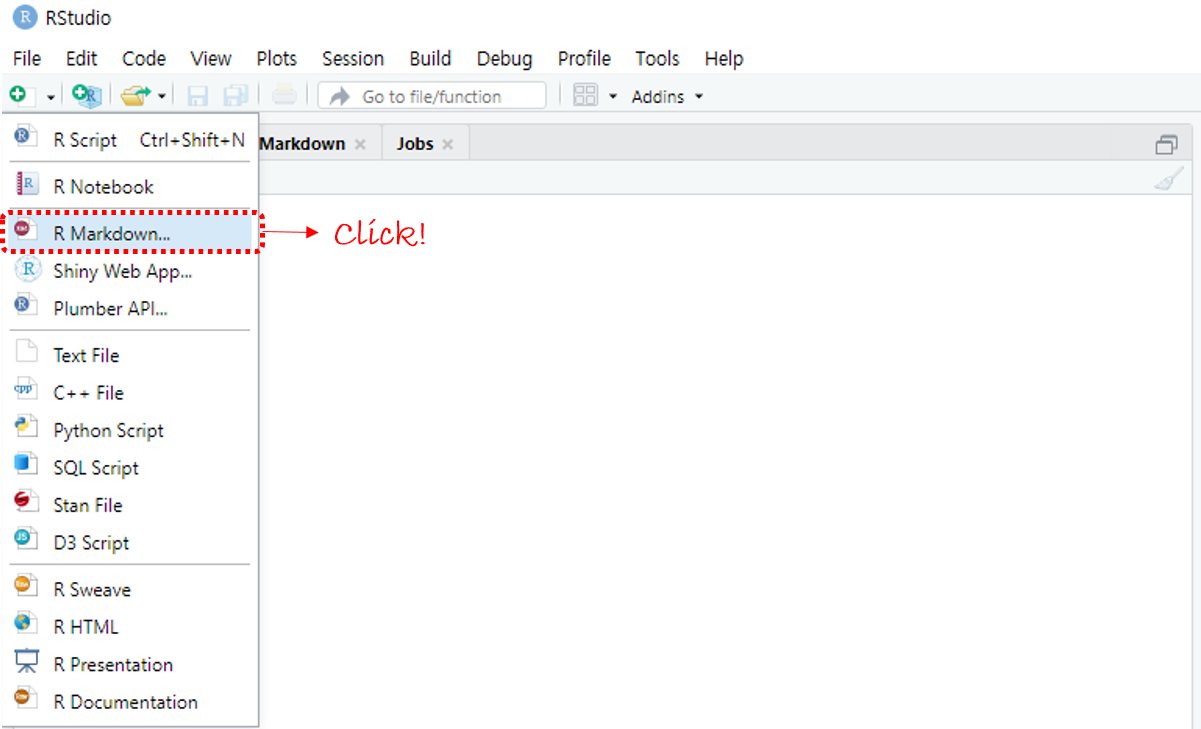 RStudio
File Edit Code View Plots Session Build Debug Profile Tools Help
Go to file/function Addins
R Script Ctrl+Shift+N
Markdown Jobs
R Notebook
R Markdown... Click!
Shiny Web App...
Plumber API...
Text File
C++ File
Python Script
SQL Script
Stan File
D3 Script
R Sweave
R HTML
R Presentation
R Documentation